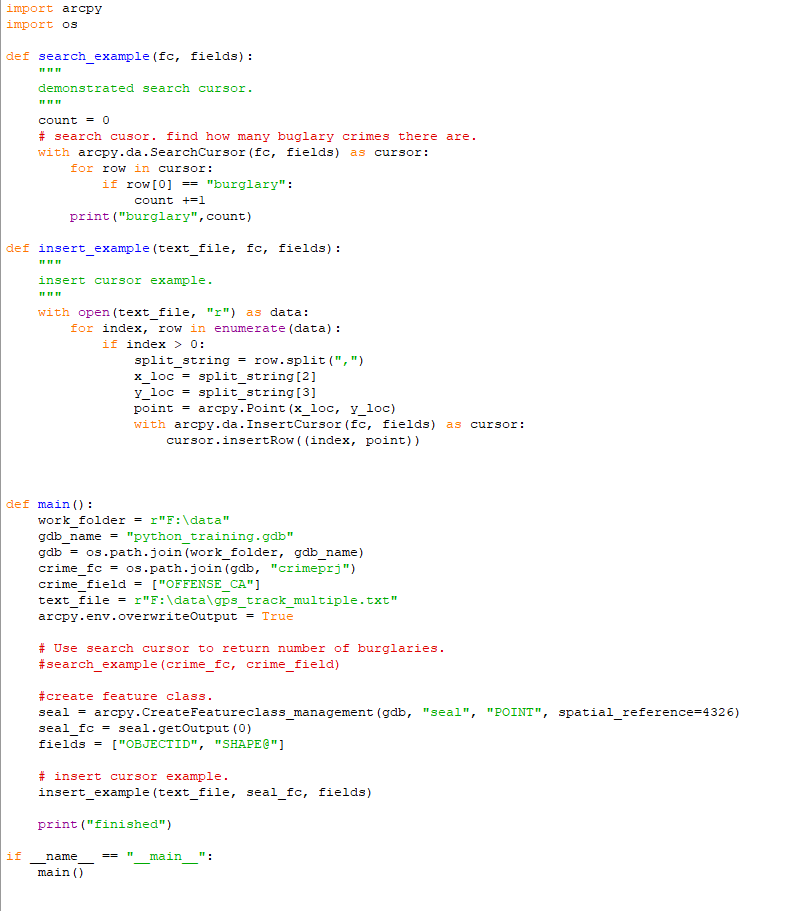 import arcpy
import os
def search_example(fc, fields):
    """
    demonstrated search cursor.
    """
    count = 0
    # search cusor. find how many buglary crimes there are.
    with arcpy.da.SearchCursor(fc, fields) as cursor:
        for row in cursor:
            if row[0] == "burglary":
                count +=1
        print("burglary",count)
def insert_example(text_file, fc, fields):
    """
    insert cursor example.
    """
    with open(text_file, "r") as data:
        for index, row in enumerate(data):
            if index > 0:
                split_string = row.split(",")
                x_loc = split_string[2]
                y_loc = split_string[3]
                point = arcpy.Point(x_loc, y_loc)
                with arcpy.da.InsertCursor(fc, fields) as cursor:
                    cursor.insertRow((index, point))
def main():
    work_folder = r"F:\data"
    gdb_name = "python_training.gdb"
    gdb = os.path.join(work_folder, gdb_name)
    crime_fc = os.path.join(gdb, "crimeprj")
    crime_field = ["OFFENSE_CA"]
    text_file = r"F:\data\gps_track_multiple.txt"
    arcpy.env.overwriteOutput = True
    # Use search cursor to return number of burglaries.
    #search_example(crime_fc, crime_field)
    #create feature class.
    seal = arcpy.CreateFeatureclass_management(gdb, "seal", "POINT", spatial_reference=4326)
    seal_fc = seal.getOutput(0)
    fields = ["OBJECTID", "SHAPE@"]
    # insert cursor example.
    insert_example(text_file, seal_fc, fields)
    print("finished")
if __name__ == "__main__":
    main()